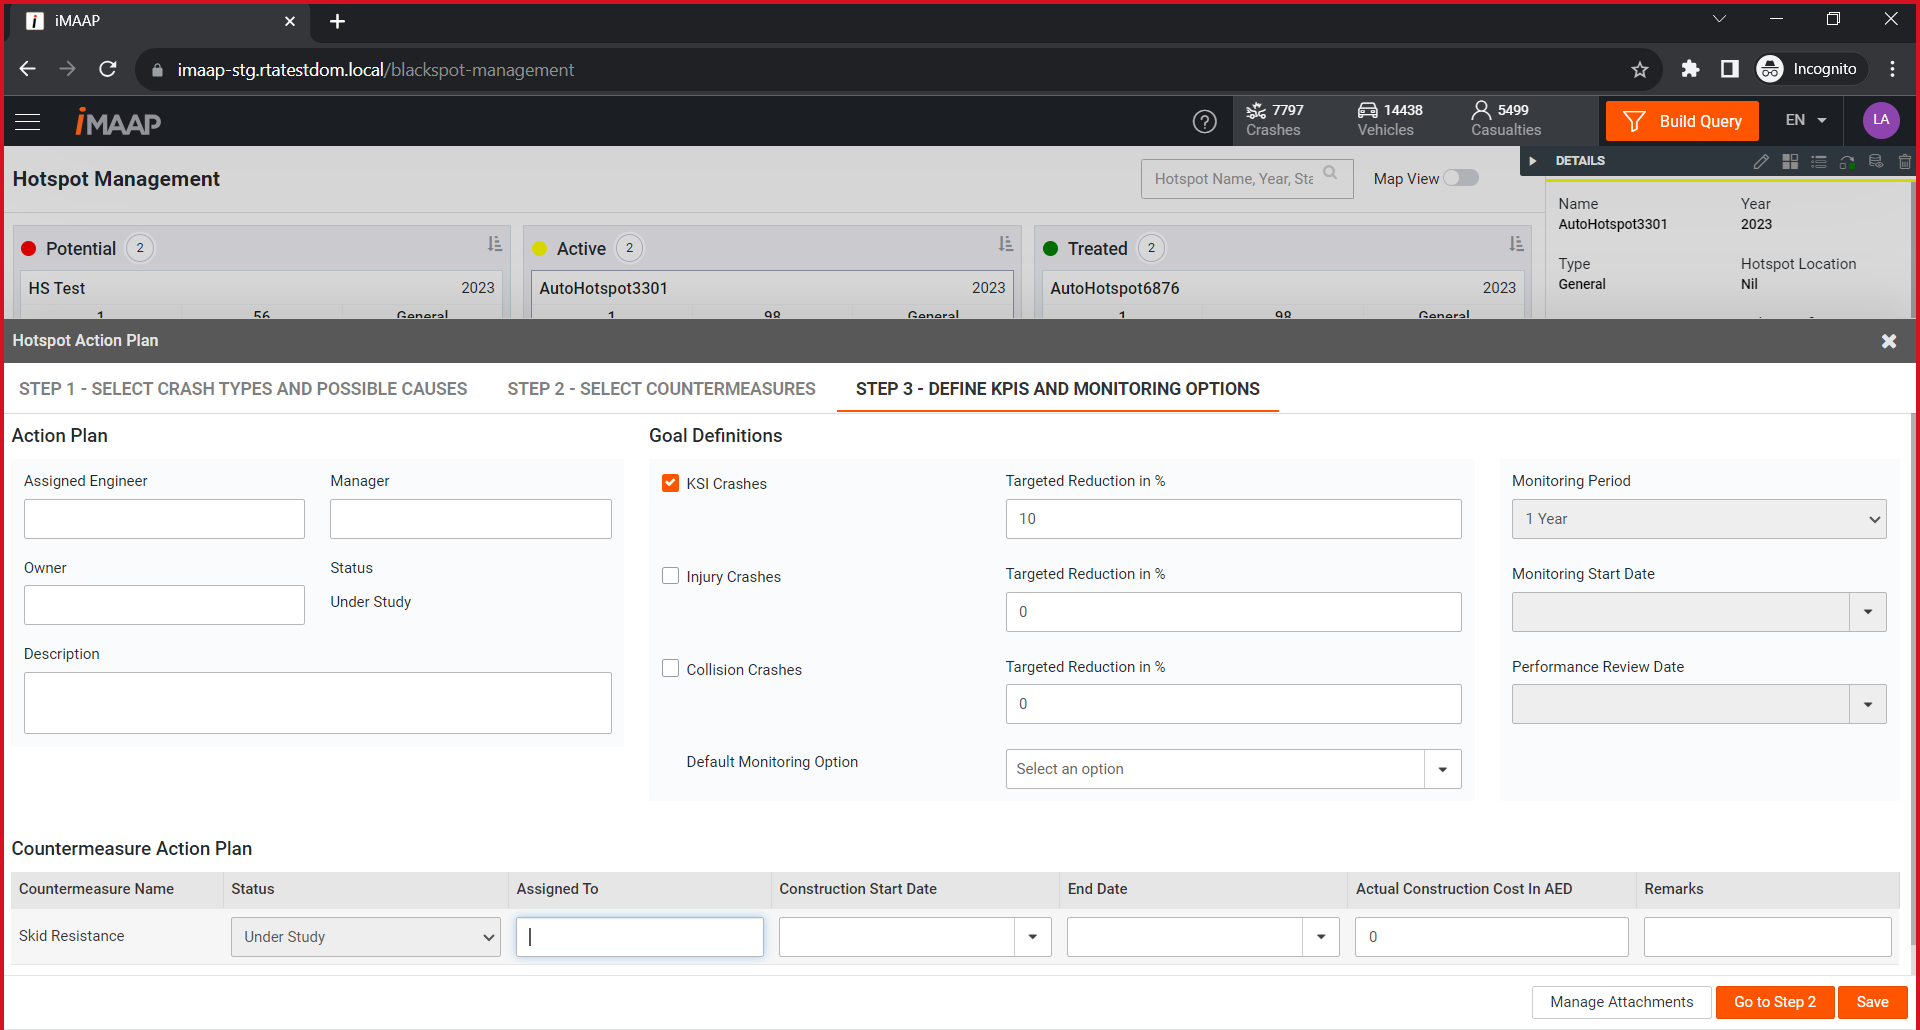 iMAAP
imaap-stg.rtatestdom.local/blackspot-management
Incognito
iMAAP
7797
Crashes
14438
Vehicles
5499
Casualties
Build Query
EN
LA
Hotspot Management
Hotspot Name, Year, Sta
Map View
DETAILS
Name
AutoHotspot3301
Year
2023
Type
General
Hotspot Location
Nil
Potential 2
HS Test 2023
1 56 General
Active 2
AutoHotspot3301 2023
1 98 General
Treated 2
AutoHotspot6876 2023
1 98 General
Hotspot Action Plan
STEP 1 - SELECT CRASH TYPES AND POSSIBLE CAUSES
STEP 2 - SELECT COUNTERMEASURES
STEP 3 - DEFINE KPIS AND MONITORING OPTIONS
Action Plan
Assigned Engineer
Manager
Owner
Status
Under Study
Description
Goal Definitions
KSI Crashes
Targeted Reduction in %
10
Injury Crashes
Targeted Reduction in %
0
Collision Crashes
Targeted Reduction in %
0
Default Monitoring Option
Select an option
Monitoring Period
1 Year
Monitoring Start Date
Performance Review Date
Countermeasure Action Plan
Countermeasure Name Status Assigned To Construction Start Date End Date Actual Construction Cost In AED Remarks
Skid Resistance Under Study 0
Manage Attachments
Go to Step 2
Save